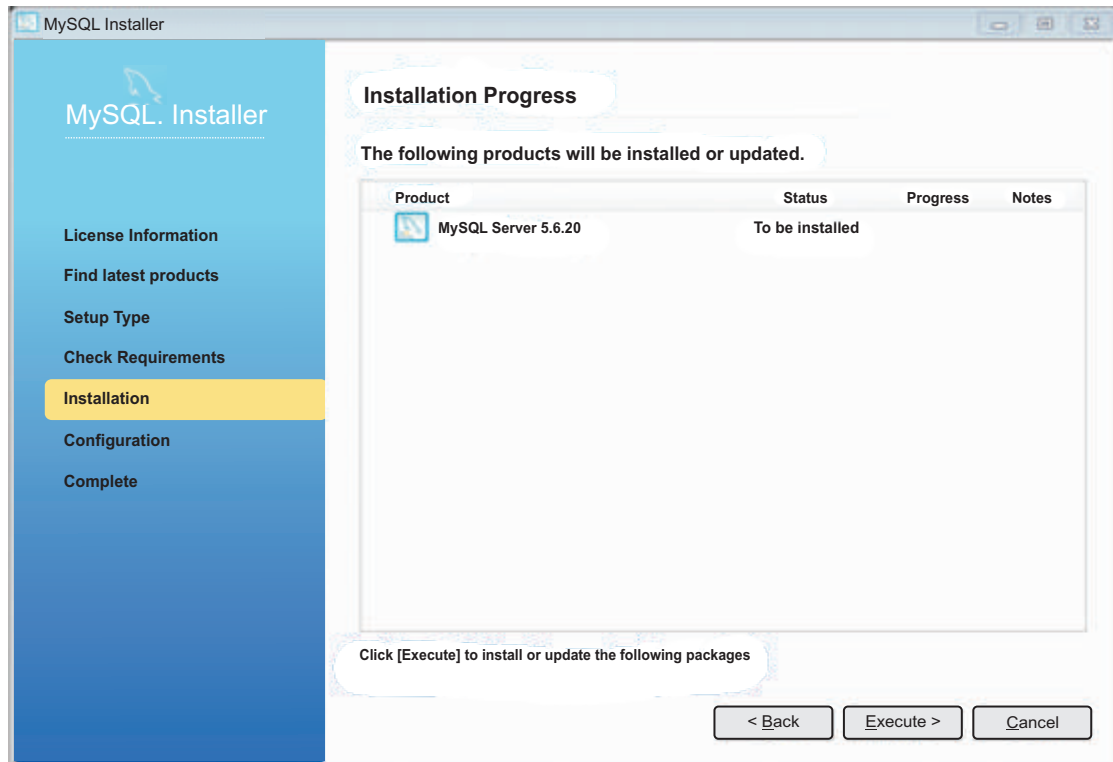 MySQL Installer
MySQL. Installer
License Information
Find latest products
Setup Type
Check Requirements
Installation
Configuration
Complete
Installation Progress
The following products will be installed or updated.
Product Status Progress Notes
MySQL Server 5.6.20 To be installed
Click [Execute] to install or update the following packages
< Back Execute > Cancel